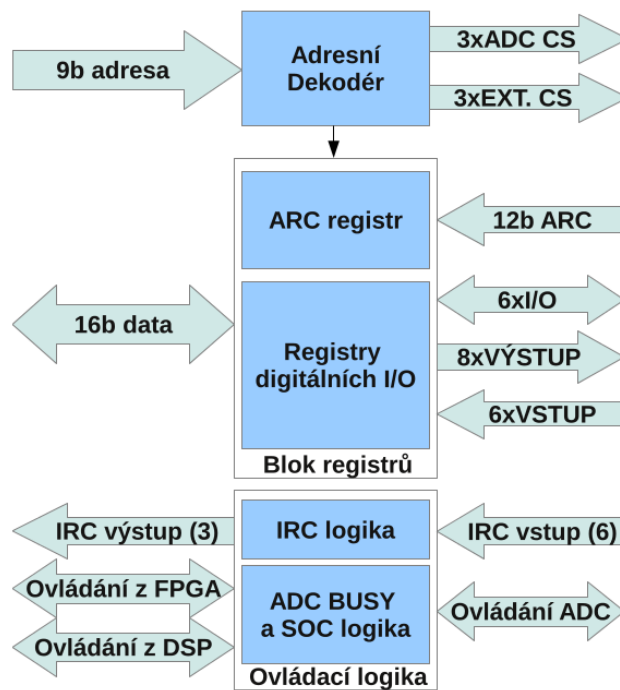 9b adresa
Adresní
Dekodér
3xADC CS
3xEXT. CS
ARC registr
12b ARC
16b data
Registry
digitálních I/O
6xI/O
8xVÝSTUP
6xVSTUP
Blok registrů
IRC výstup (3)
IRC logika
IRC vstup (6)
Ovládání z FPGA
Ovládání z DSP
ADC BUSY
a SOC logika
Ovládání ADC
Ovládací logika